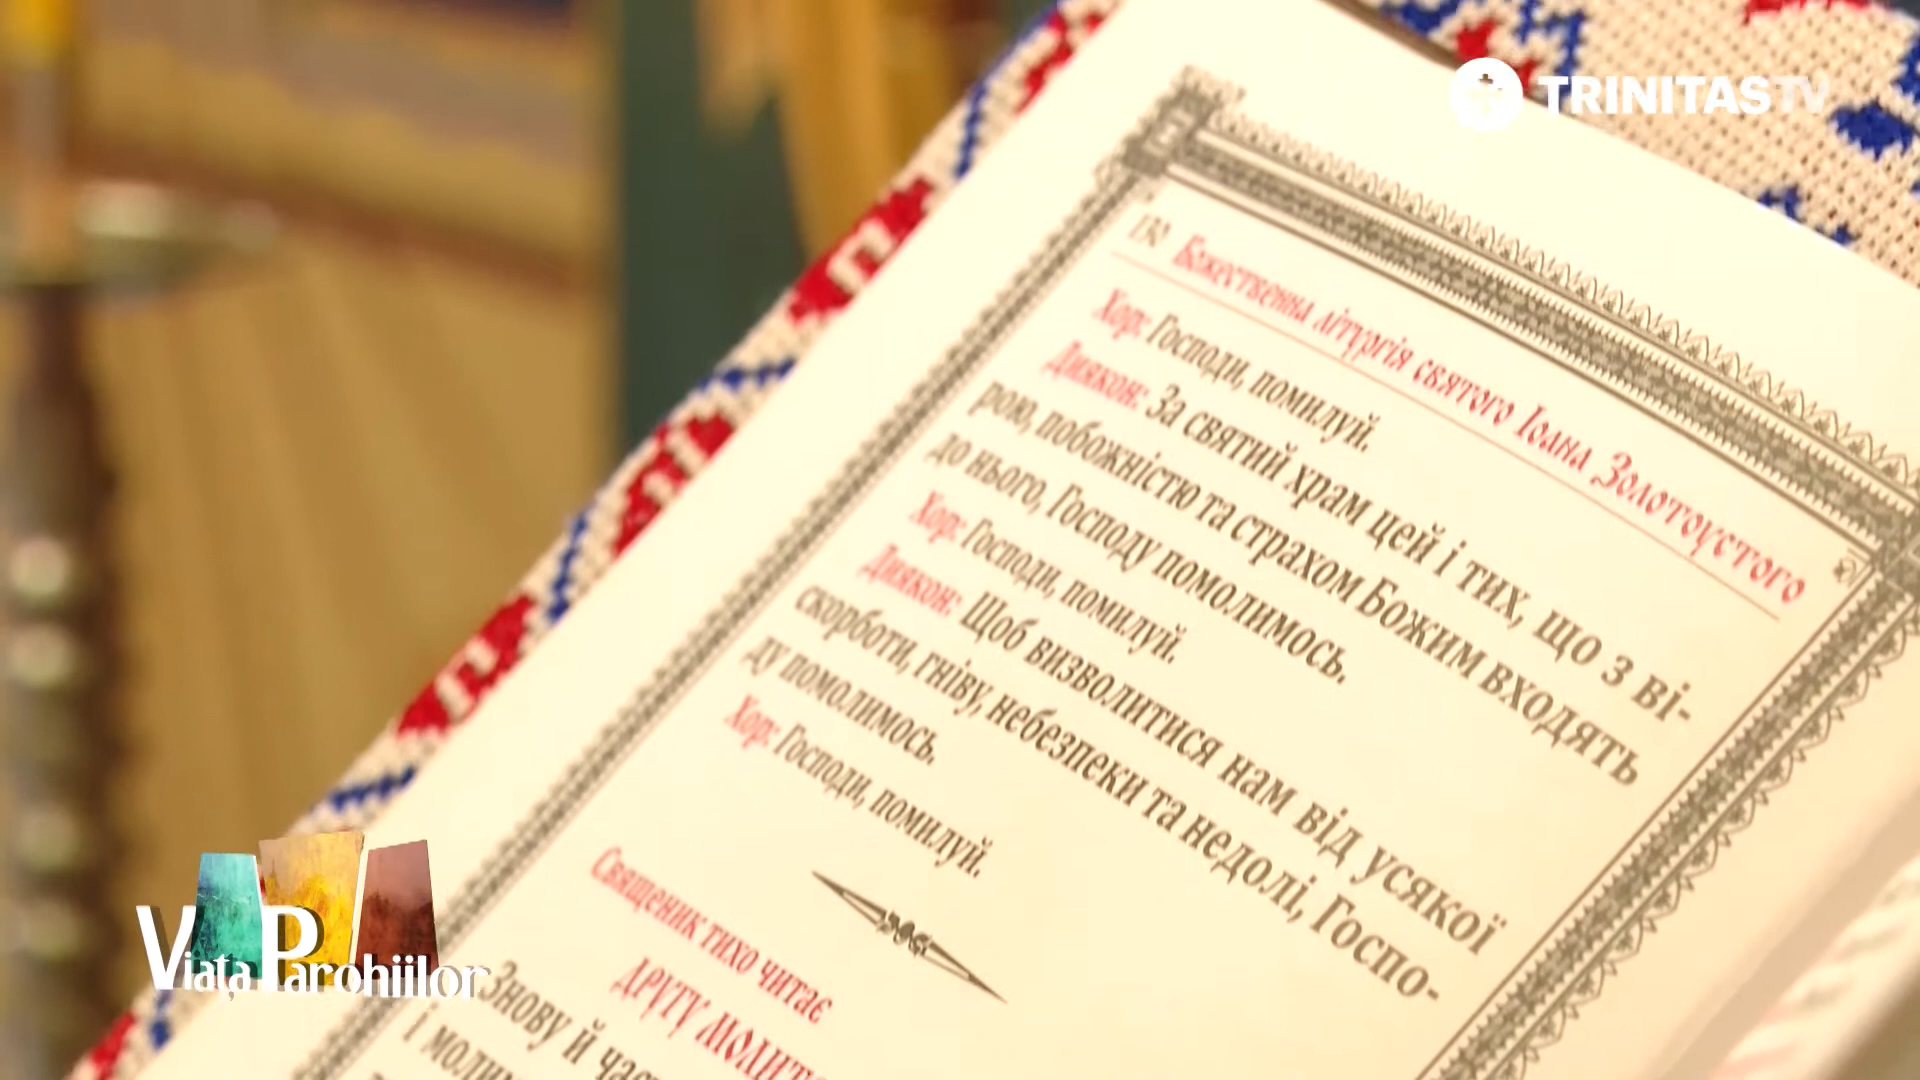 TRINITAS TV
130 Божественна літургія святого Іоана Золотоустого
Хор: Господи, помилуй.
Диякон: За святий храм цей і тих, що з ві-
рою, побожністю та страхом Божим входять
до нього, Господу помолимось.
Хор: Господи, помилуй.
Диякон: Щоб визволитися нам від усякої
скорботи, гніву, небезпеки та недолі, Госпо-
ду помолимось.
Хор: Господи, помилуй.
Священик тихо читає
другу
Знову й
і
Viața Parohiilor